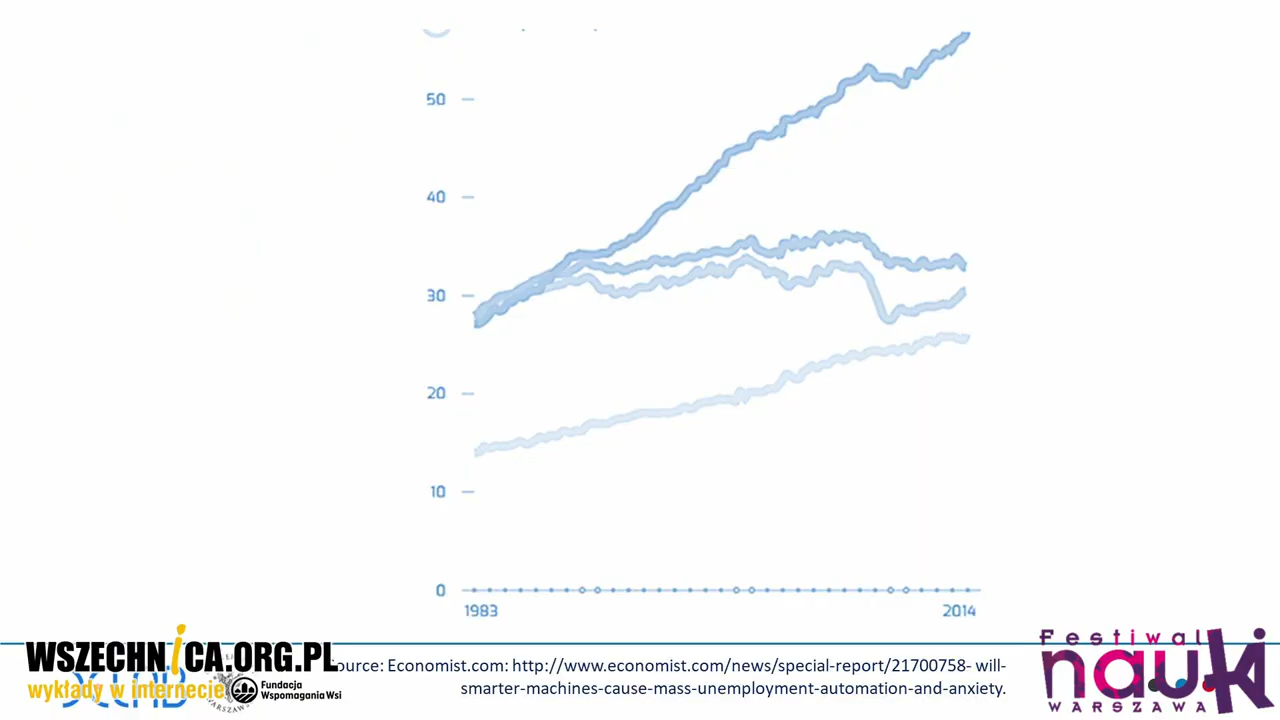 50
40
30
20
10
0
1983 2014
WSZECHNICA.ORG.PL
wykłady w internecie
Fundacja
Wspomagania Wsi
Source: Economist.com: http://www.economist.com/news/special-report/21700758- will-
smarter-machines-cause-mass-unemployment-automation-and-anxiety.
Festiwal
nauki
WARSZAWA